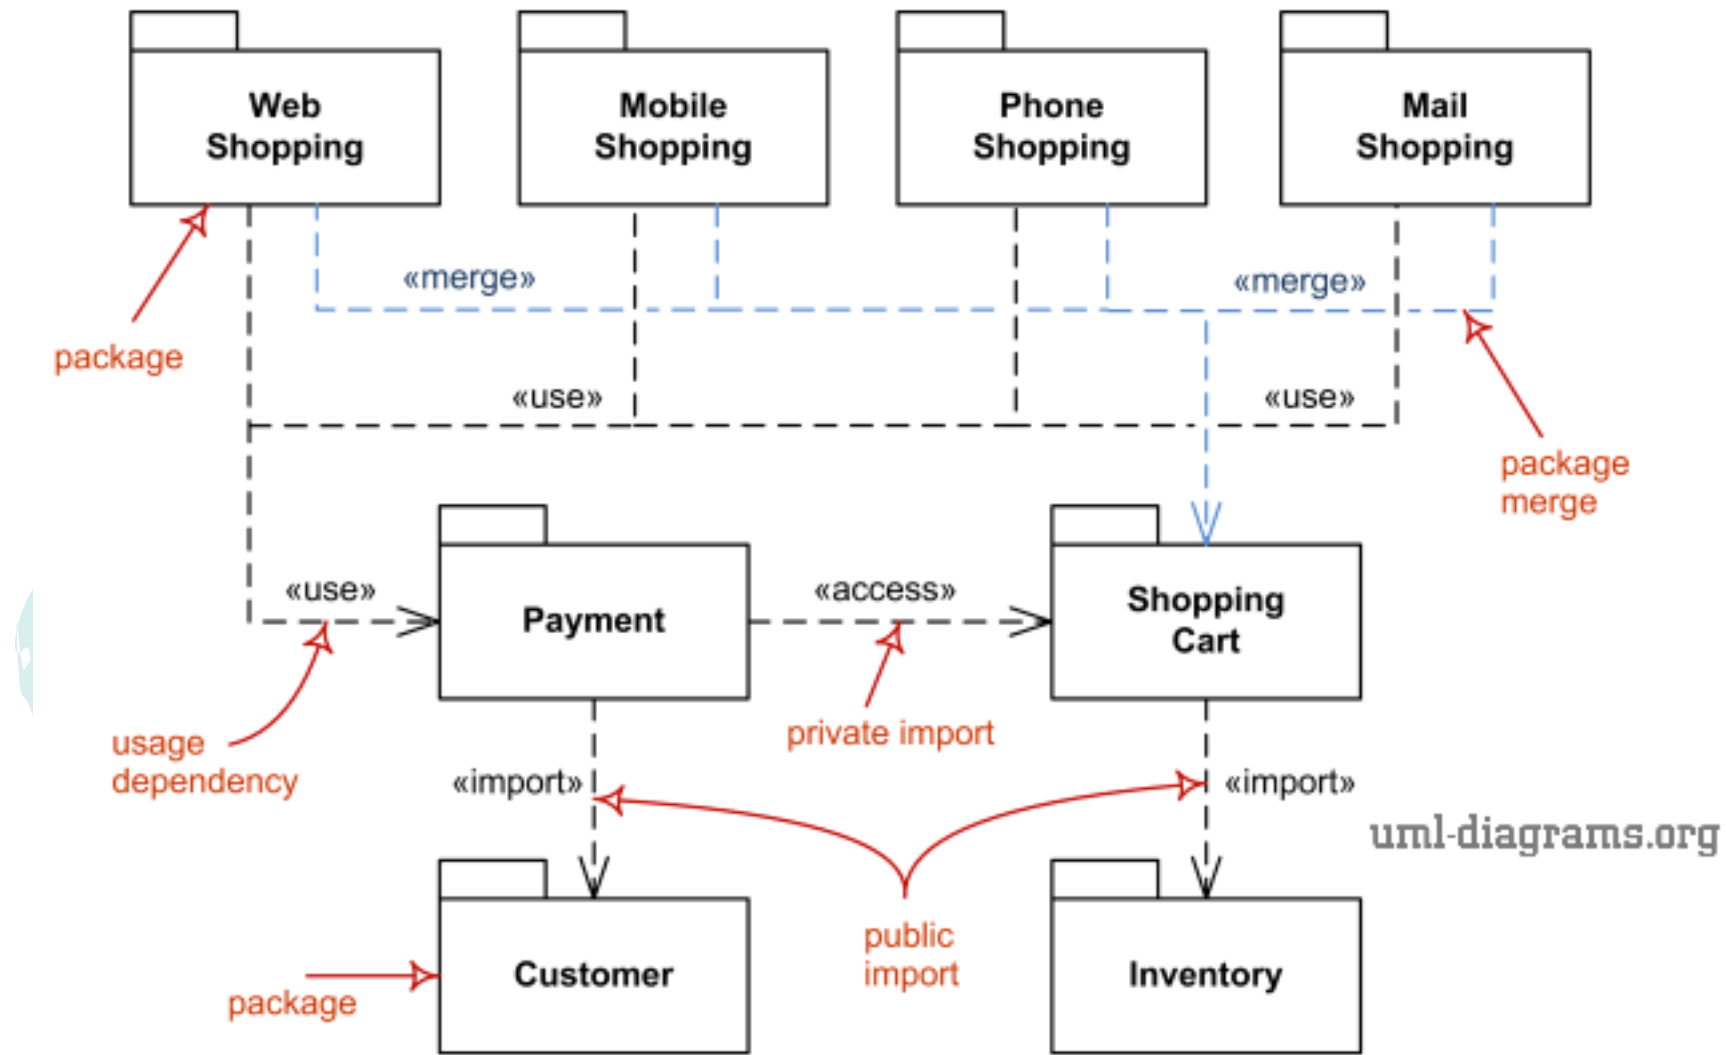 Web
Shopping
Mobile
Shopping
Phone
Shopping
Mail
Shopping
«merge»
«merge»
package
«use»
«use»
package
merge
«use»
Payment
«access»
Shopping
Cart
usage
dependency
private import
«import»
«import»
uml-diagrams.org
public
import
Customer
Inventory
package